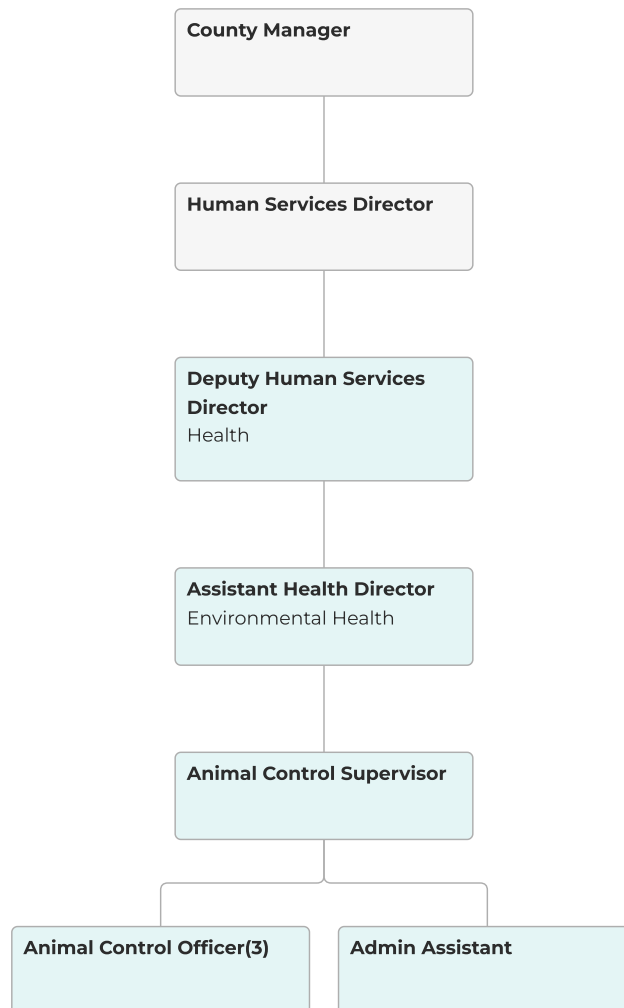 County Manager
Human Services Director
Deputy Human Services
Director
Health
Assistant Health Director
Environmental Health
Animal Control Supervisor
Animal Control Officer(3)
Admin Assistant